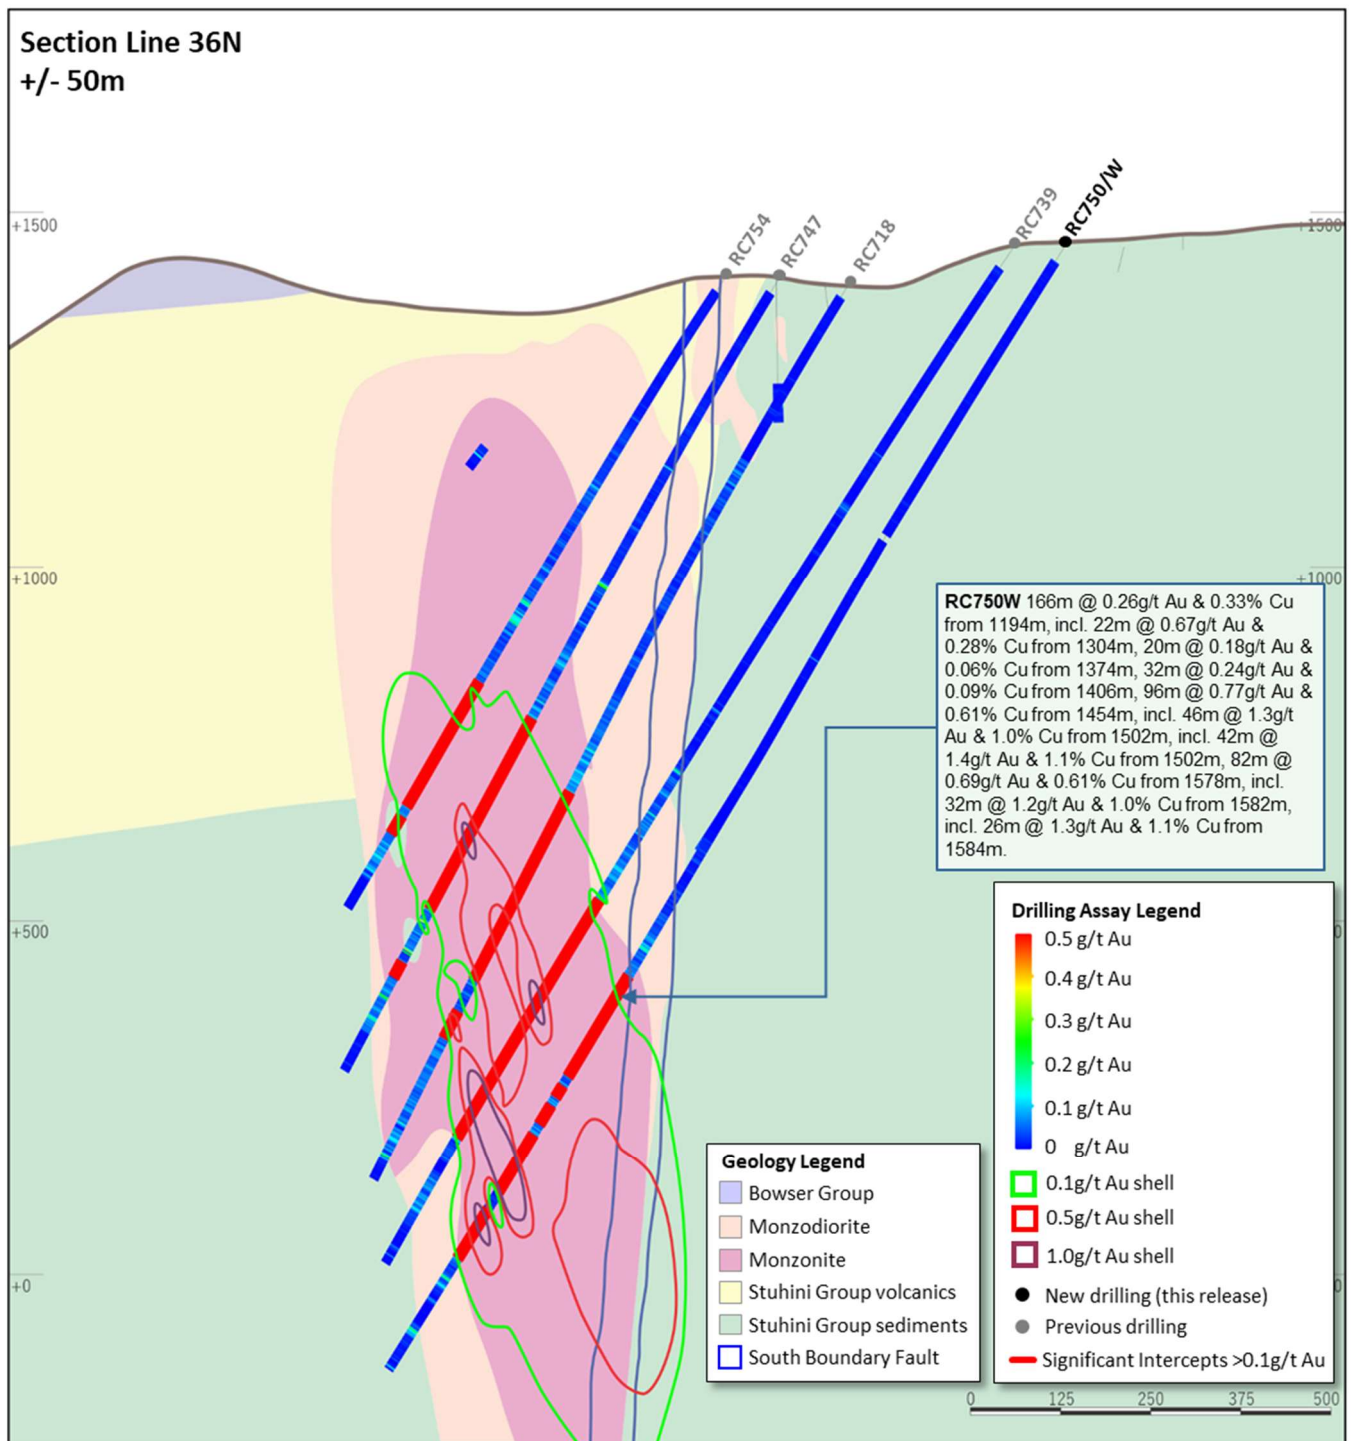 Section Line 36N
+/- 50m
RC754
RC747
RC718
RC739
RC750/W
+1500
+1500
+1000
+1000
RC750W 166m @ 0.26g/t Au & 0.33% Cu
from 1194m, incl. 22m @ 0.67g/t Au &
0.28% Cu from 1304m, 20m @ 0.18g/t Au &
0.06% Cu from 1374m, 32m @ 0.24g/t Au &
0.09% Cu from 1406m, 96m @ 0.77g/t Au &
0.61% Cu from 1454m, incl. 46m @ 1.3g/t
Au & 1.0% Cu from 1502m, incl. 42m @
1.4g/t Au & 1.1% Cu from 1502m, 82m @
0.69g/t Au & 0.61% Cu from 1578m, incl.
32m @ 1.2g/t Au & 1.0% Cu from 1582m,
incl. 26m @ 1.3g/t Au & 1.1% Cu from
1584m.
+500
0
+0
0
Drilling Assay Legend
0.5 g/t Au
0.4 g/t Au
0.3 g/t Au
0.2 g/t Au
0.1 g/t Au
0 g/t Au
0.1g/t Au shell
0.5g/t Au shell
1.0g/t Au shell
New drilling (this release)
Previous drilling
Significant Intercepts >0.1g/t Au
Geology Legend
Bowser Group
Monzodiorite
Monzonite
Stuhini Group volcanics
Stuhini Group sediments
South Boundary Fault
0 125 250 375 500